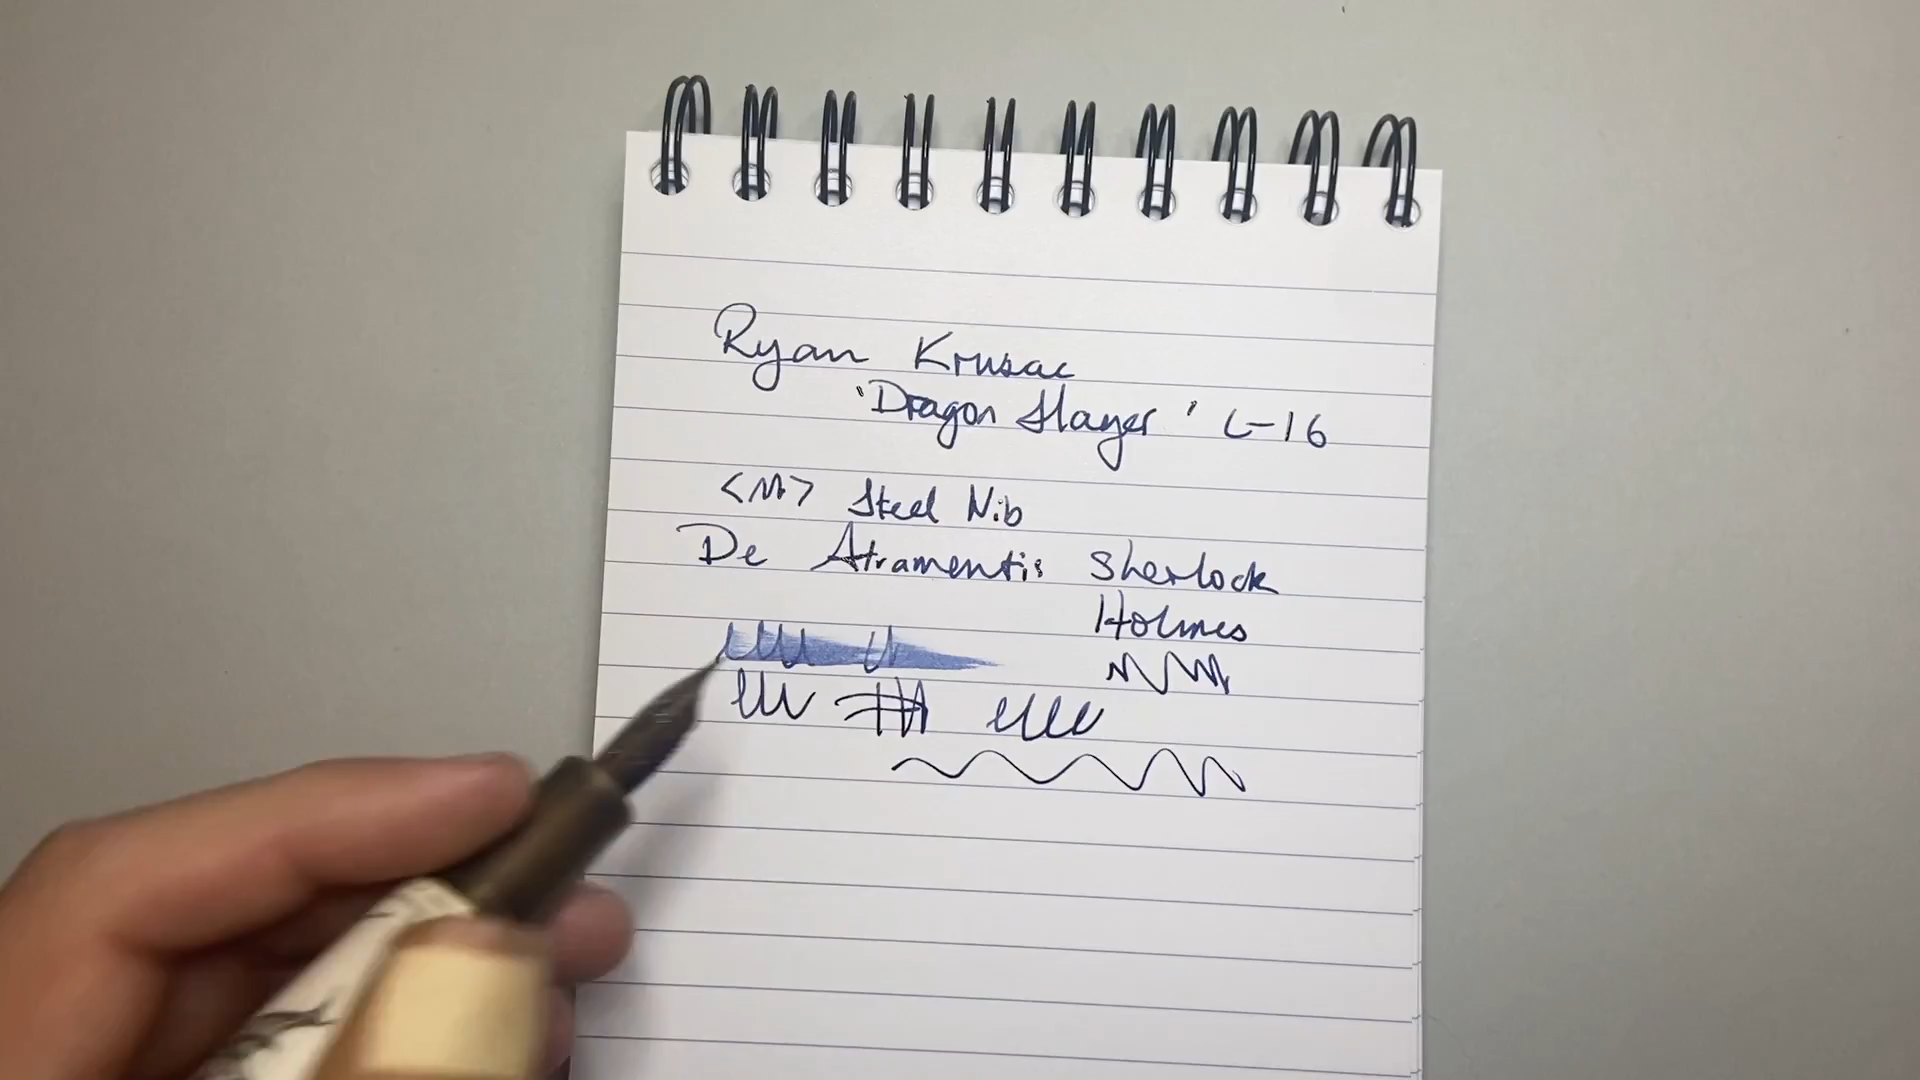 Ryan Krusac
'Dragon Slayer' L-16
<M> Steel Nib
De Atramentis Sherlock
Holmes